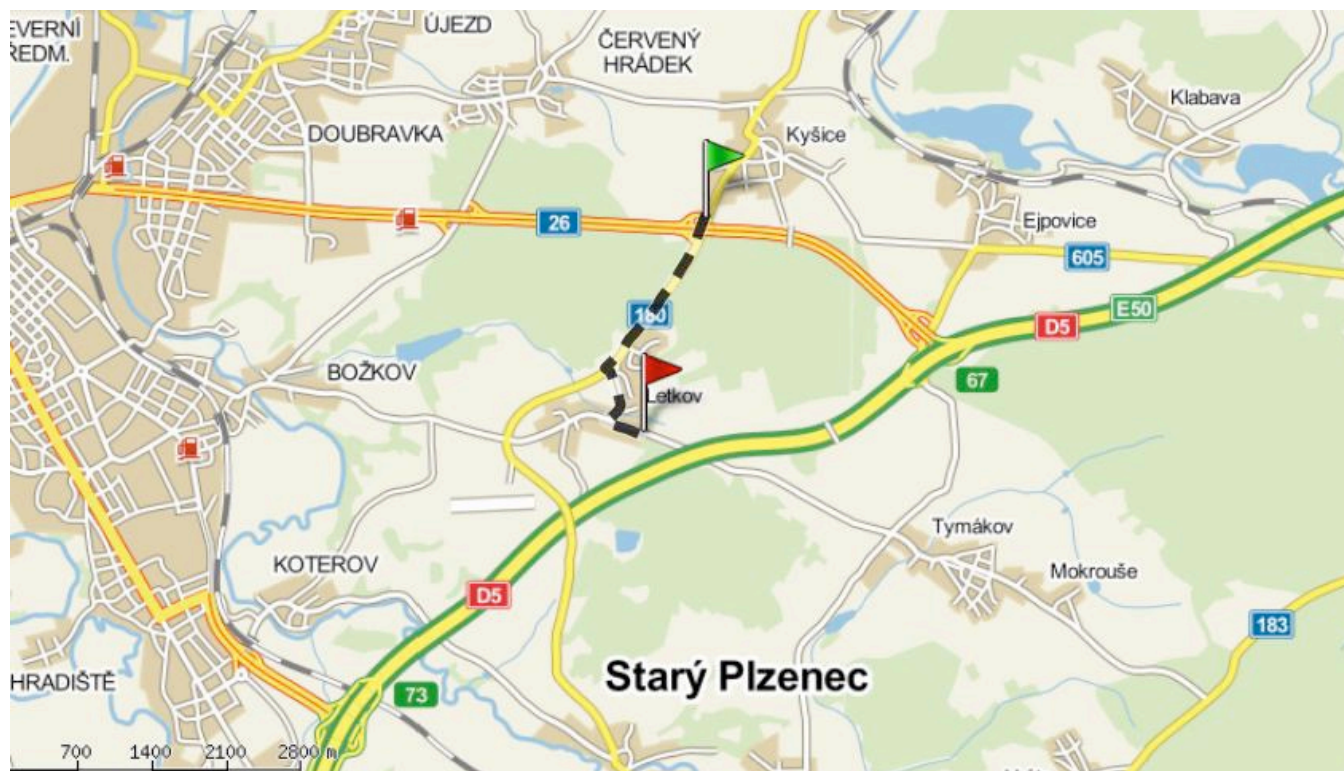 ÚJEZD
EVERNÍ
ŘEDM.
ČERVENÝ
HRÁDEK
Klabava
DOUBRAVKA
Kyšice
26
Ejpovice
605
180
E50
D5
BOŽKOV
67
Letkov
Tymákov
KOTEROV
Mokrouše
D5
183
Starý Plzenec
HRADIŠTĚ
73
700 1400 2100 2800 m